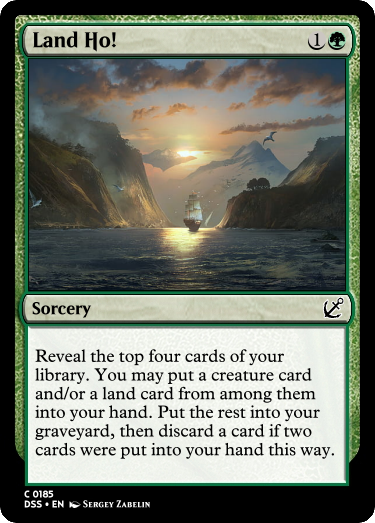 Land Ho! 1
Sorcery
Reveal the top four cards of your
library. You may put a creature card
and/or a land card from among them
into your hand. Put the rest into your
graveyard, then discard a card if two
cards were put into your hand this way.
C 0185
DSS • EN Sergey Zabelin